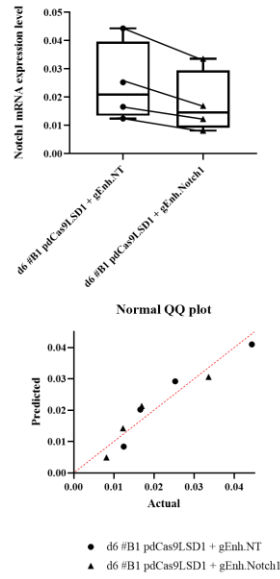 Notch1 mRNA expression level
0.05
0.04
0.03
0.02
0.01
0.00
d6 #B1 pdCas9LSD1 + gEnh.NT
d6 #B1 pdCas9LSD1 + gEnh.Notch1
Normal QQ plot
Predicted
0.04
0.03
0.02
0.01
0.00
0.00 0.01 0.02 0.03 0.04
Actual
d6 #B1 pdCas9LSD1 + gEnh.NT
d6 #B1 pdCas9LSD1 + gEnh.Notch1